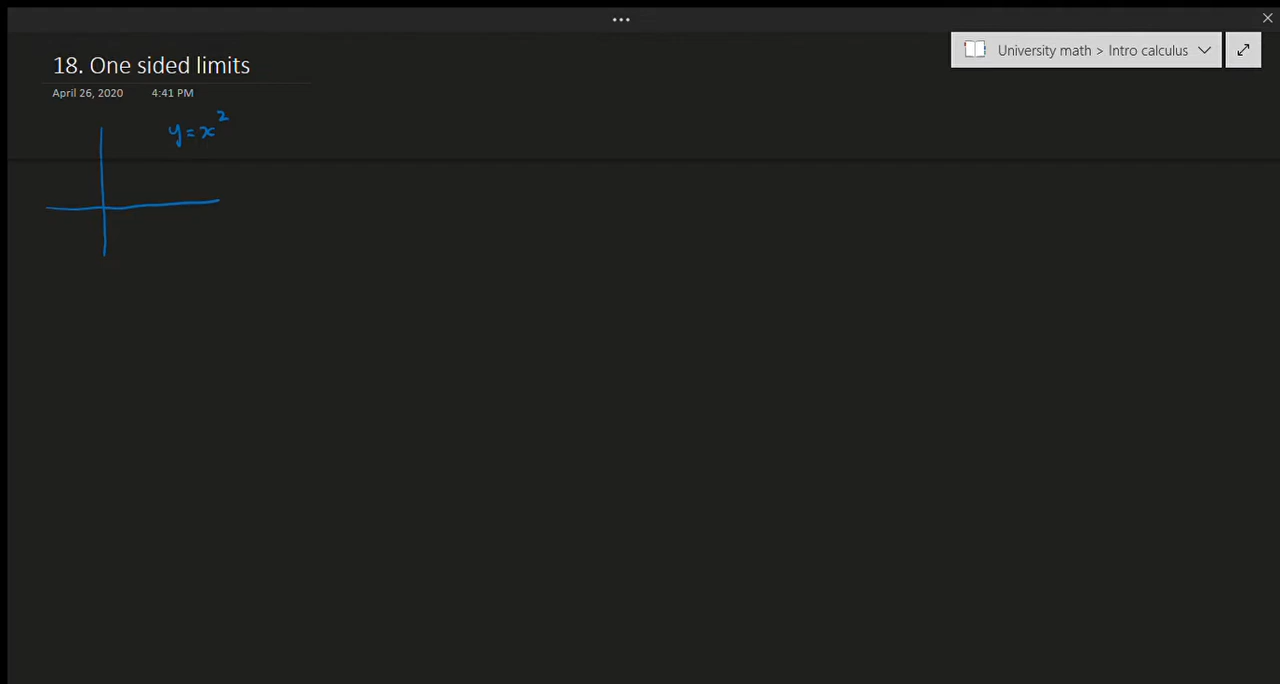 University math > Intro calculus
18. One sided limits
April 26, 2020 4:41 PM
y = x²